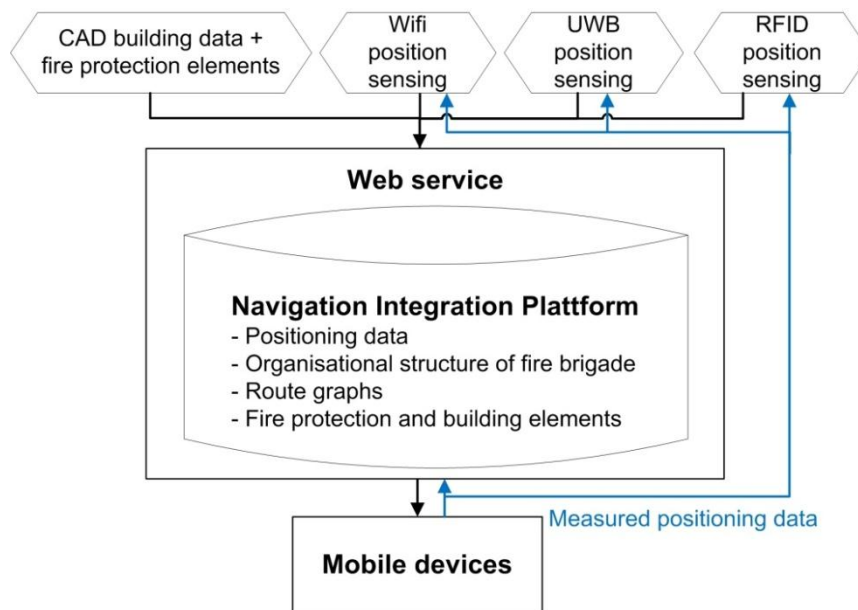 CAD building data +
fire protection elements
Wifi
position
sensing
UWB
position
sensing
RFID
position
sensing
Web service
Navigation Integration Plattform
- Positioning data
- Organisational structure of fire brigade
- Route graphs
- Fire protection and building elements
Measured positioning data
Mobile devices